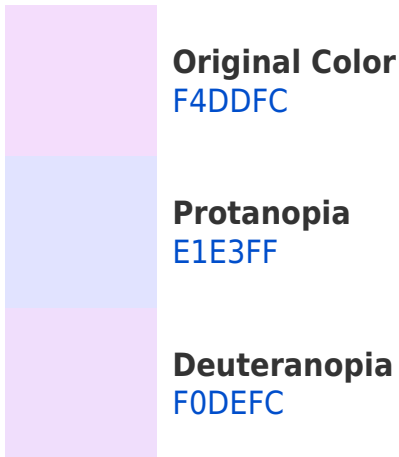 Original Color
F4DDFC
Protanopia
E1E3FF
Deuteranopia
F0DEFC